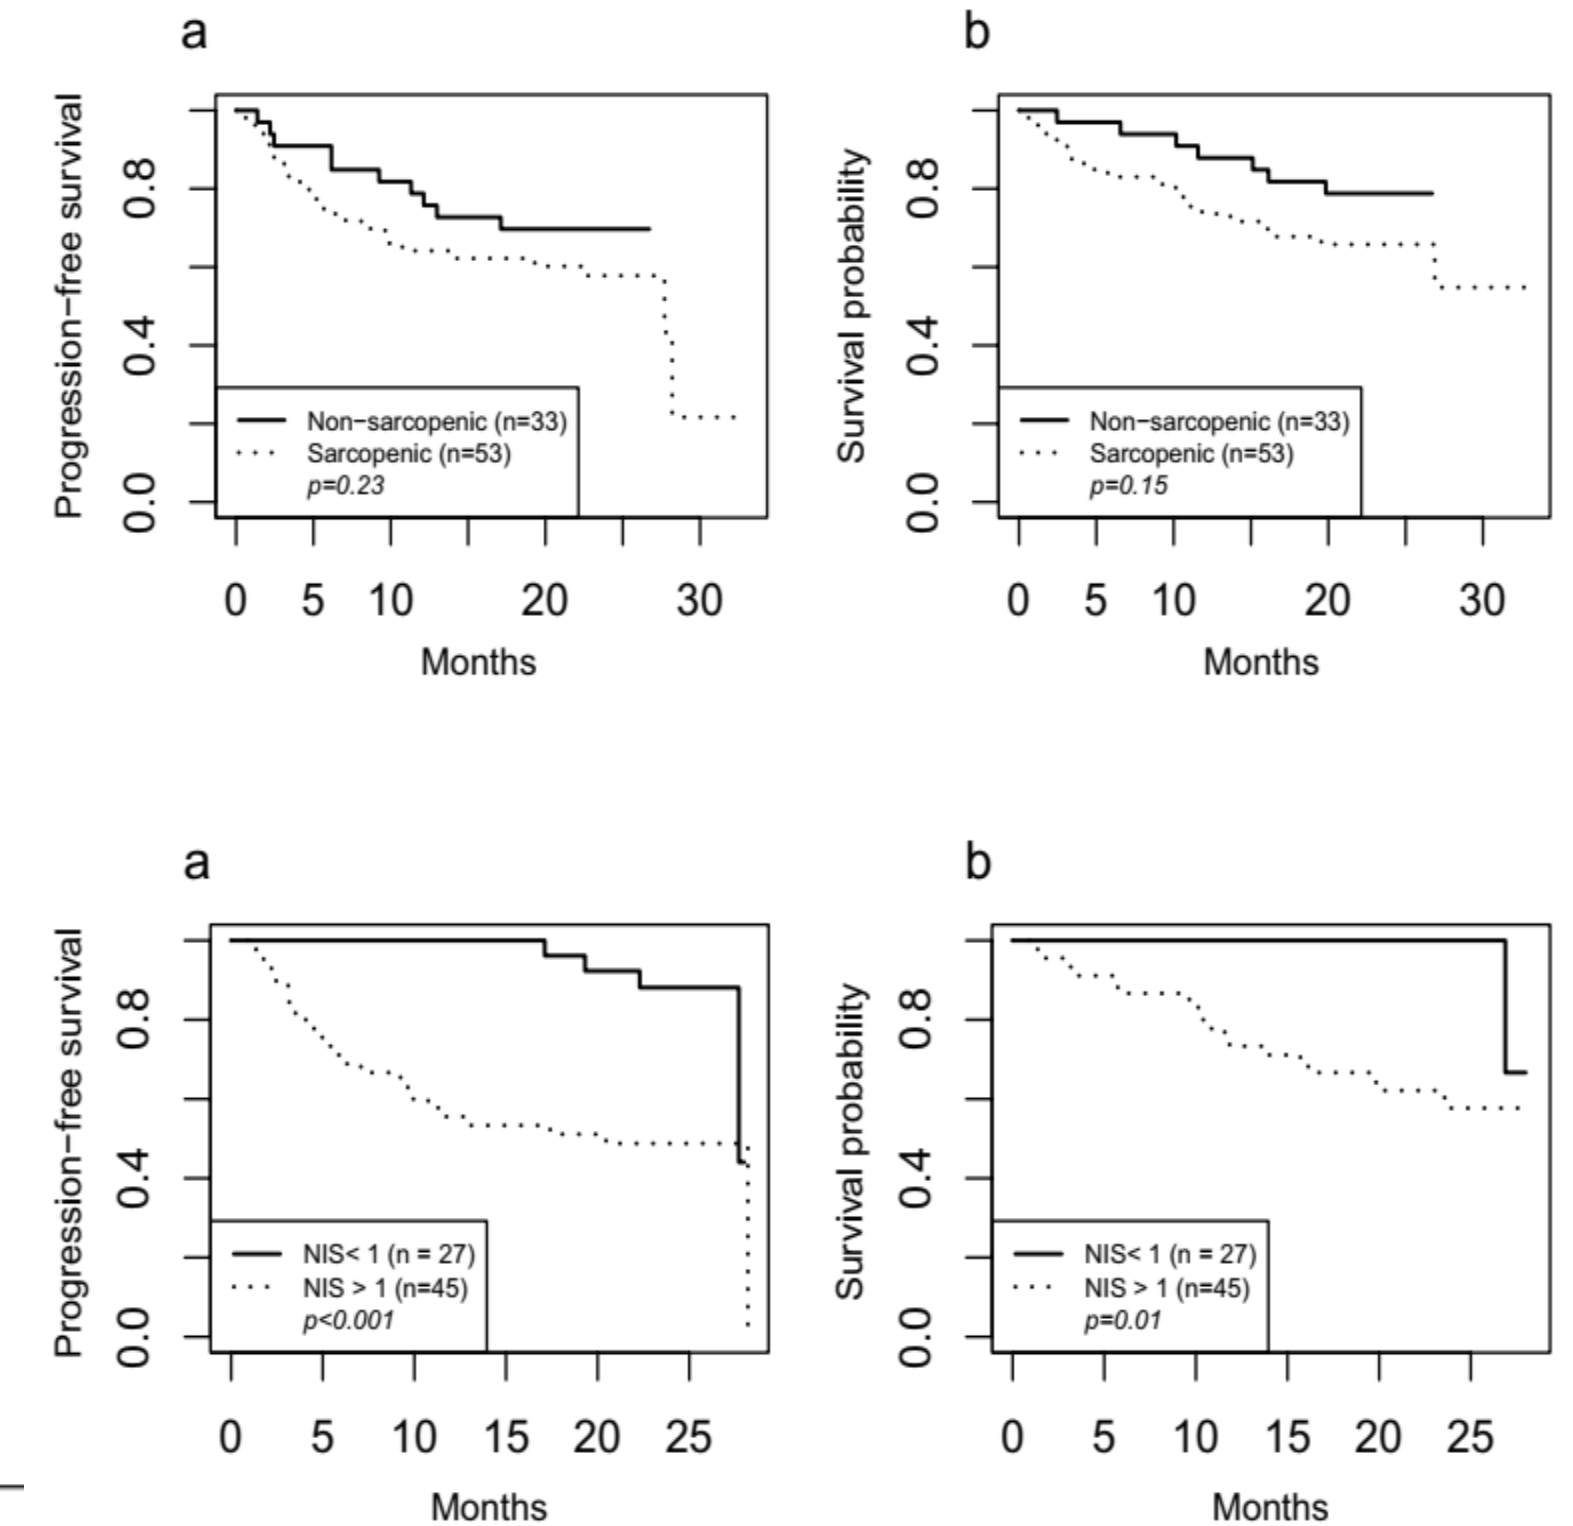 a
Progression−free survival
0.8
0.4
0.0
Non−sarcopenic (n=33)
Sarcopenic (n=53)
p=0.23
0 5 10 20 30
Months
b
Survival probability
0.8
0.4
0.0
Non−sarcopenic (n=33)
Sarcopenic (n=53)
p=0.15
0 5 10 20 30
Months
a
Progression−free survival
0.8
0.4
0.0
NIS< 1 (n = 27)
NIS > 1 (n=45)
p<0.001
0 5 10 15 20 25
Months
b
Survival probability
0.8
0.4
0.0
NIS< 1 (n = 27)
NIS > 1 (n=45)
p=0.01
0 5 10 15 20 25
Months